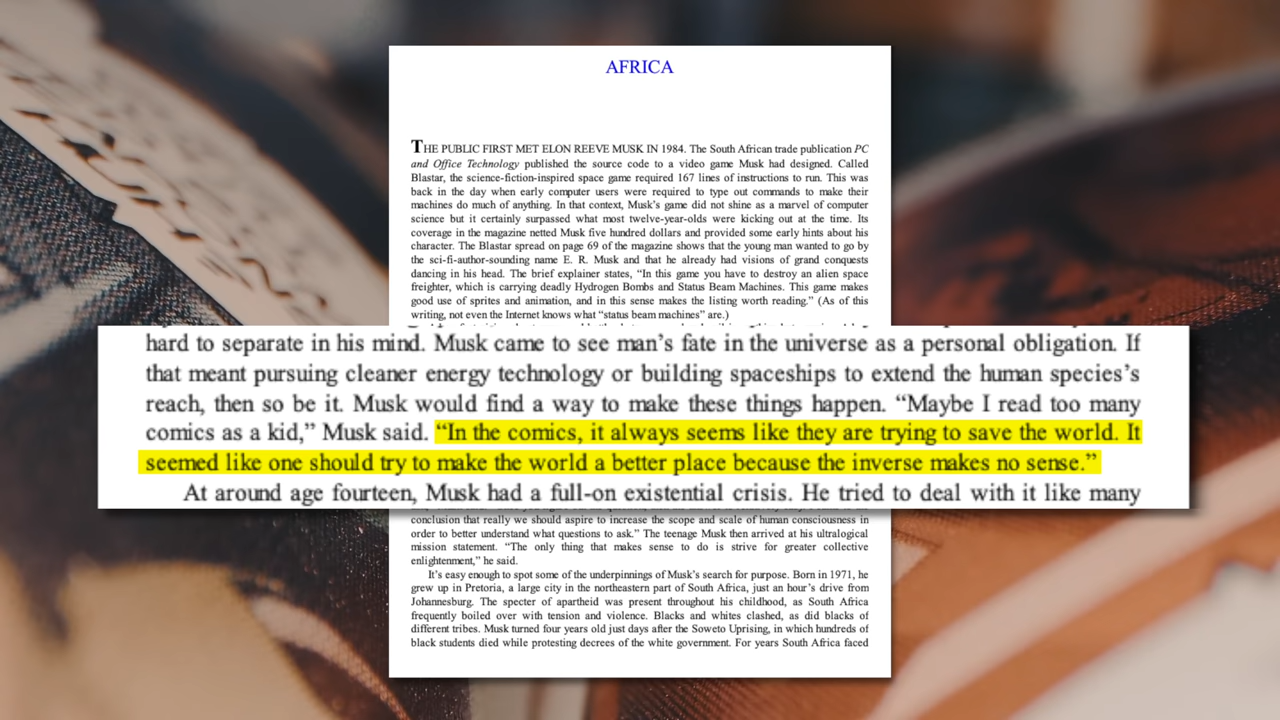 AFRICA
THE PUBLIC FIRST MET ELON REEVE MUSK IN 1984. The South African trade publication PC
and Office Technology published the source code to a video game Musk had designed. Called
Blastar, the science-fiction-inspired space game required 167 lines of instructions to run. This was
back in the day when early computer users were required to type out commands to make their
machines do much of anything. In that context, Musk’s game did not shine as a marvel of computer
science but it certainly surpassed what most twelve-year-olds were kicking out at the time. Its
coverage in the magazine netted Musk five hundred dollars and provided some early hints about his
character. The Blastar spread on page 69 of the magazine shows that the young man wanted to go by
the sci-fi-author-sounding name E. R. Musk and that he already had visions of grand conquests
dancing in his head. The brief explainer states, “In this game you have to destroy an alien space
freighter, which is carrying deadly Hydrogen Bombs and Status Beam Machines. This game makes
good use of sprites and animation, and in this sense makes the listing worth reading.” (As of this
writing, not even the Internet knows what “status beam machines” are.)
hard to separate in his mind. Musk came to see man’s fate in the universe as a personal obligation. If
that meant pursuing cleaner energy technology or building spaceships to extend the human species’s
reach, then so be it. Musk would find a way to make these things happen. “Maybe I read too many
comics as a kid,” Musk said. “In the comics, it always seems like they are trying to save the world. It
seemed like one should try to make the world a better place because the inverse makes no sense.”
At around age fourteen, Musk had a full-on existential crisis. He tried to deal with it like many
conclusion that really we should aspire to increase the scope and scale of human consciousness in
order to better understand what questions to ask.” The teenage Musk then arrived at his ultralogical
mission statement. “The only thing that makes sense to do is strive for greater collective
enlightenment,” he said.
It’s easy enough to spot some of the underpinnings of Musk’s search for purpose. Born in 1971, he
grew up in Pretoria, a large city in the northeastern part of South Africa, just an hour’s drive from
Johannesburg. The specter of apartheid was present throughout his childhood, as South Africa
frequently boiled over with tension and violence. Blacks and whites clashed, as did blacks of
different tribes. Musk turned four years old just days after the Soweto Uprising, in which hundreds of
black students died while protesting decrees of the white government. For years South Africa faced